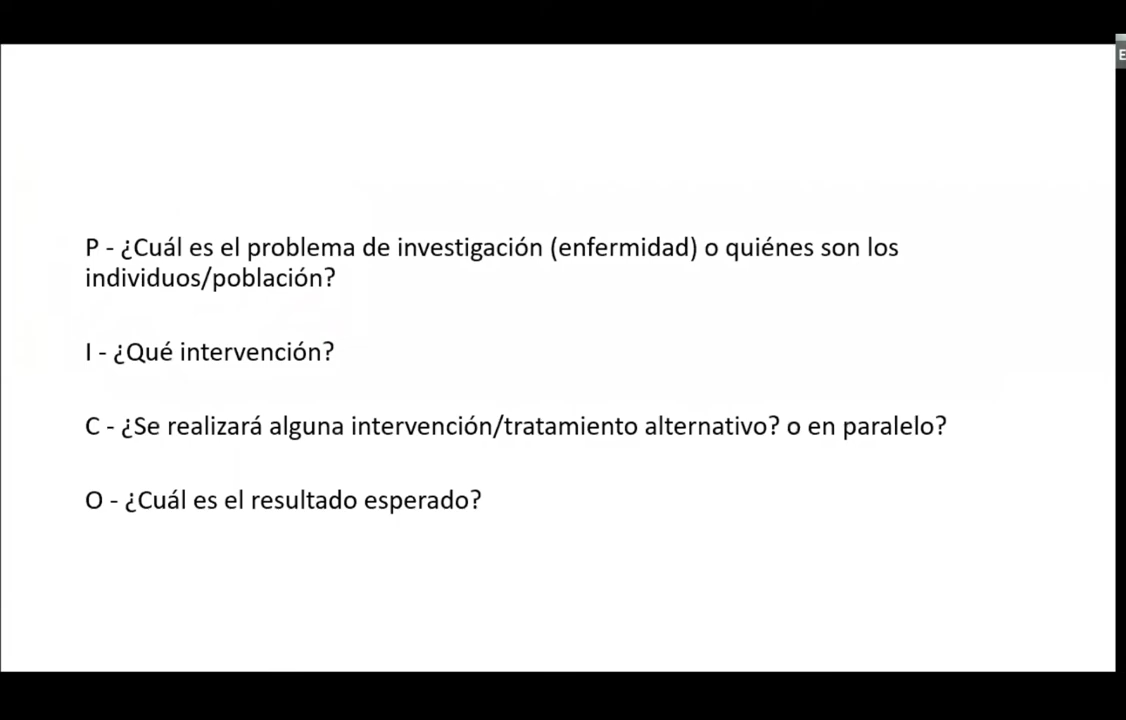 P - ¿Cuál es el problema de investigación (enfermidad) o quiénes son los
individuos/población?
I - ¿Qué intervención?
C - ¿Se realizará alguna intervención/tratamiento alternativo? o en paralelo?
O - ¿Cuál es el resultado esperado?
E